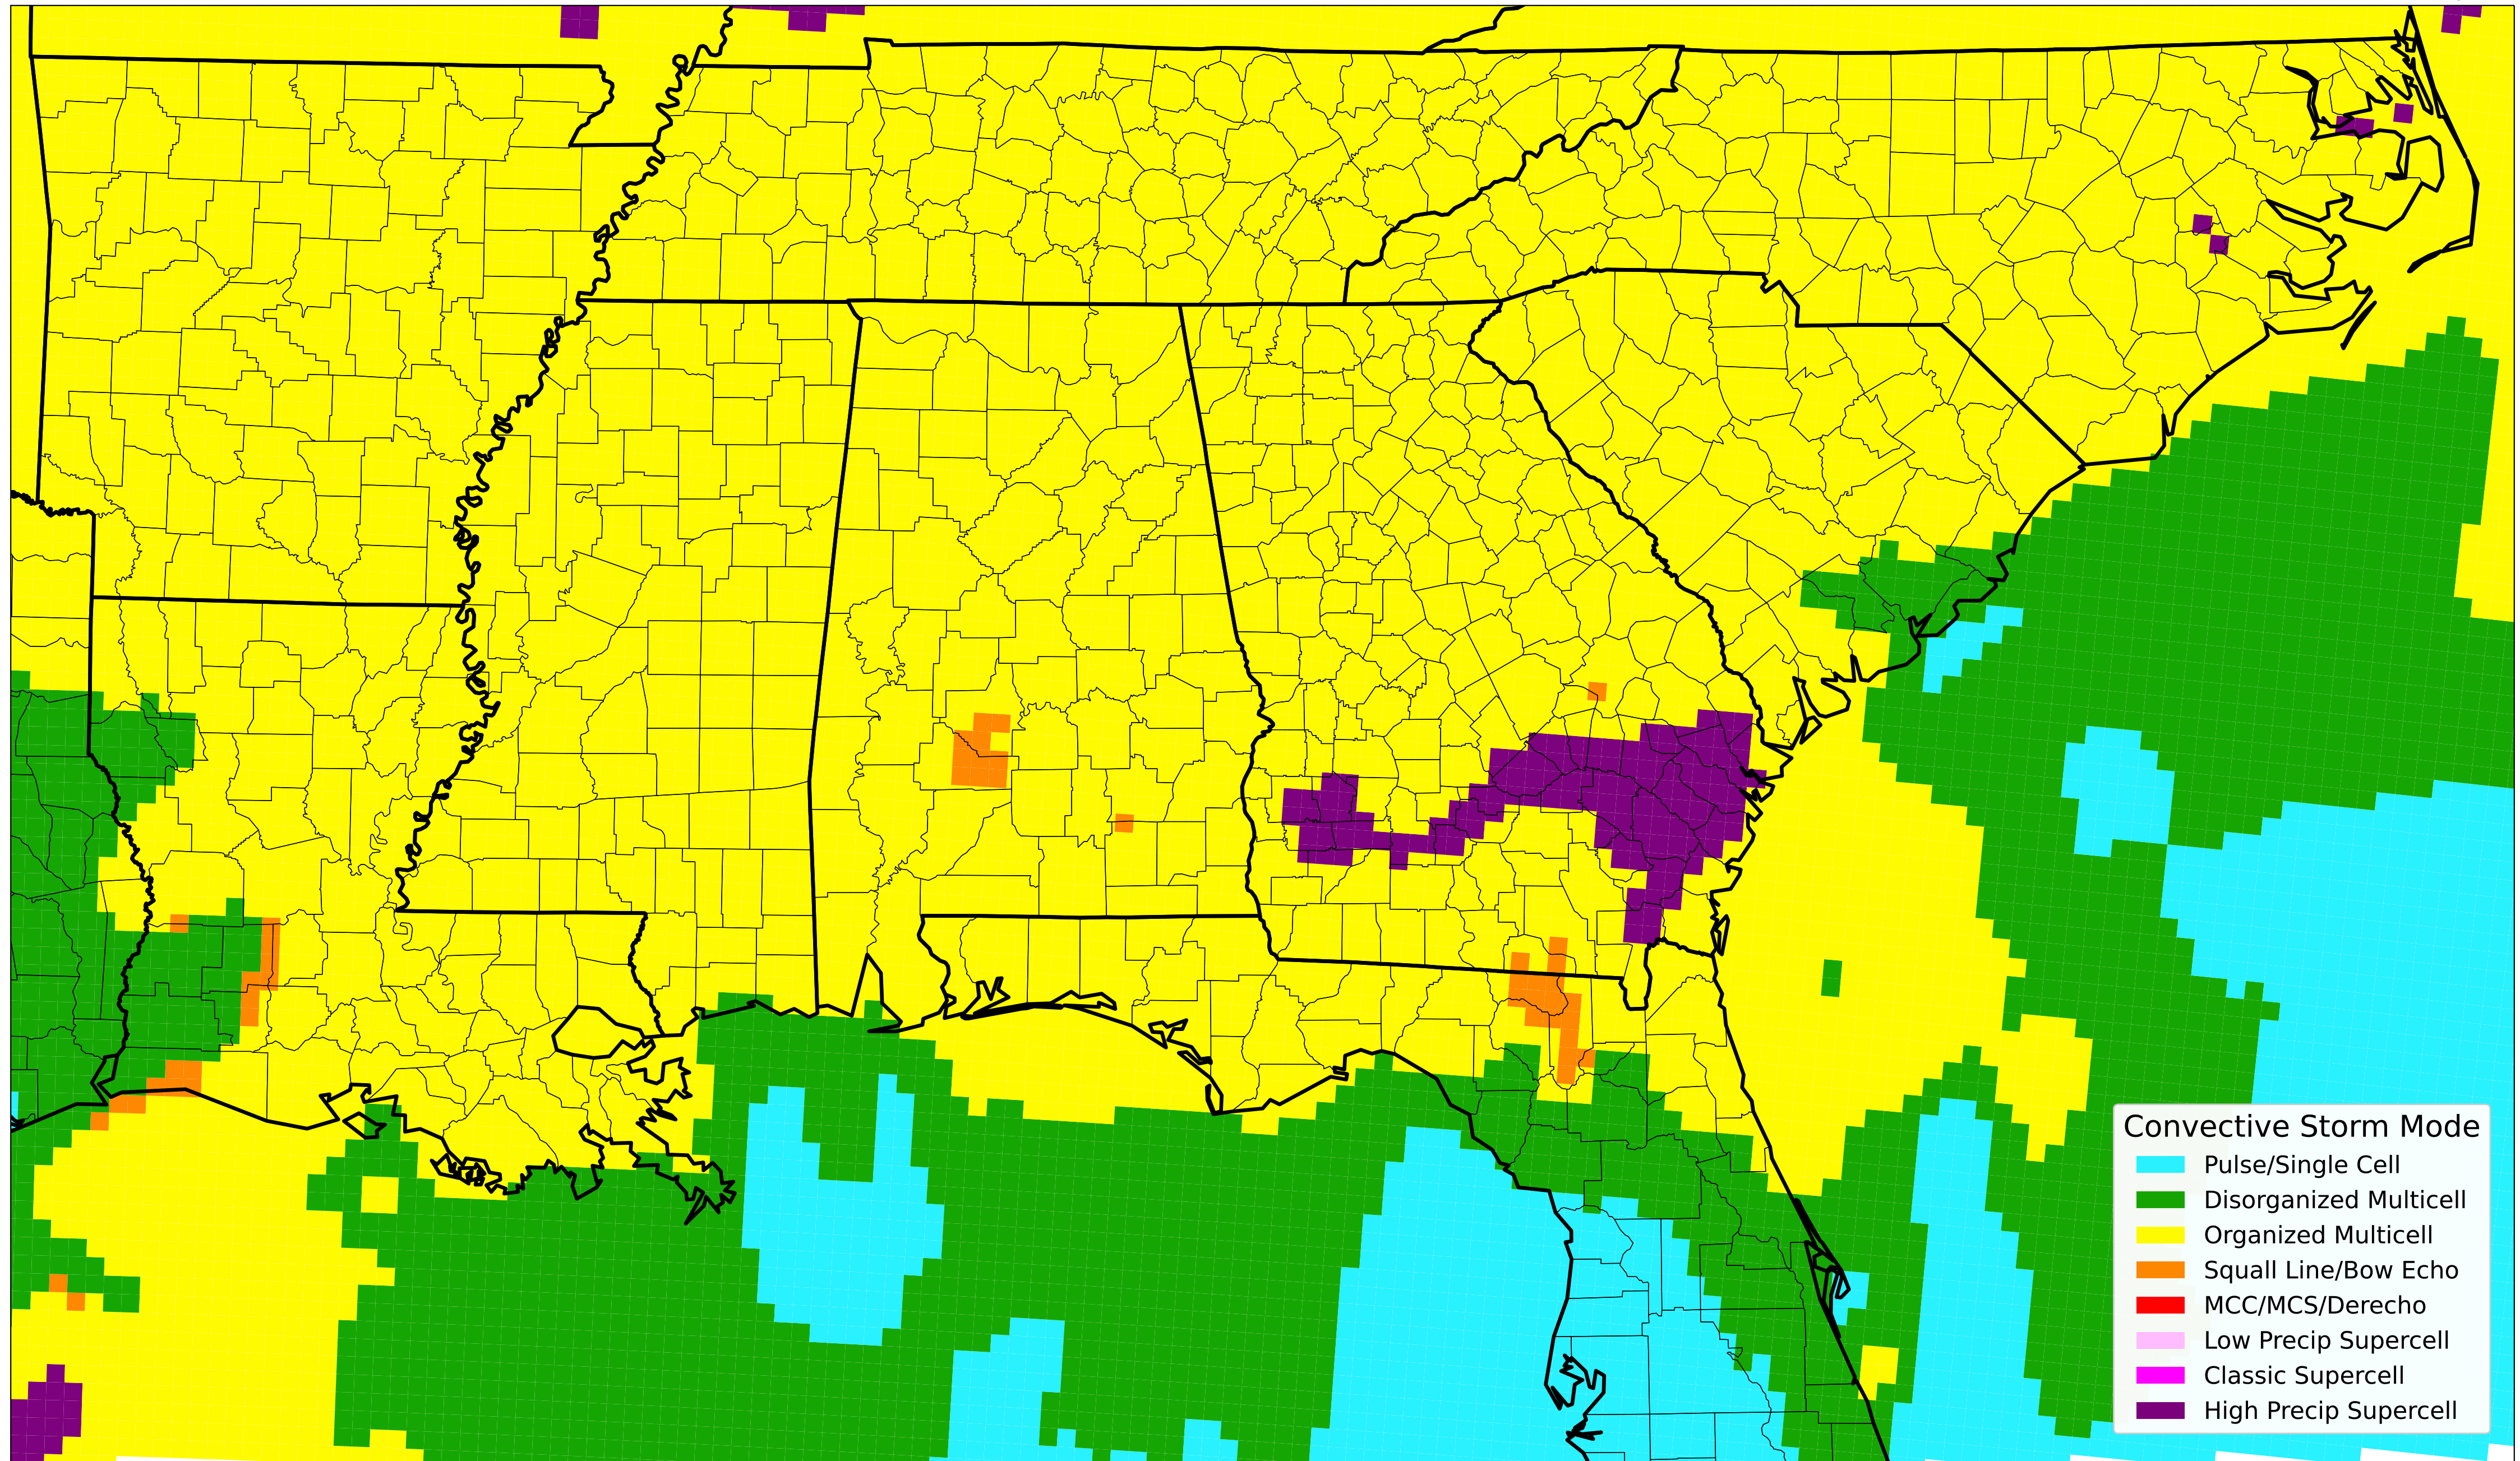 Convective Storm Mode
Pulse/Single Cell
Disorganized Multicell
Organized Multicell
Squall Line/Bow Echo
MCC/MCS/Derecho
Low Precip Supercell
Classic Supercell
High Precip Supercell